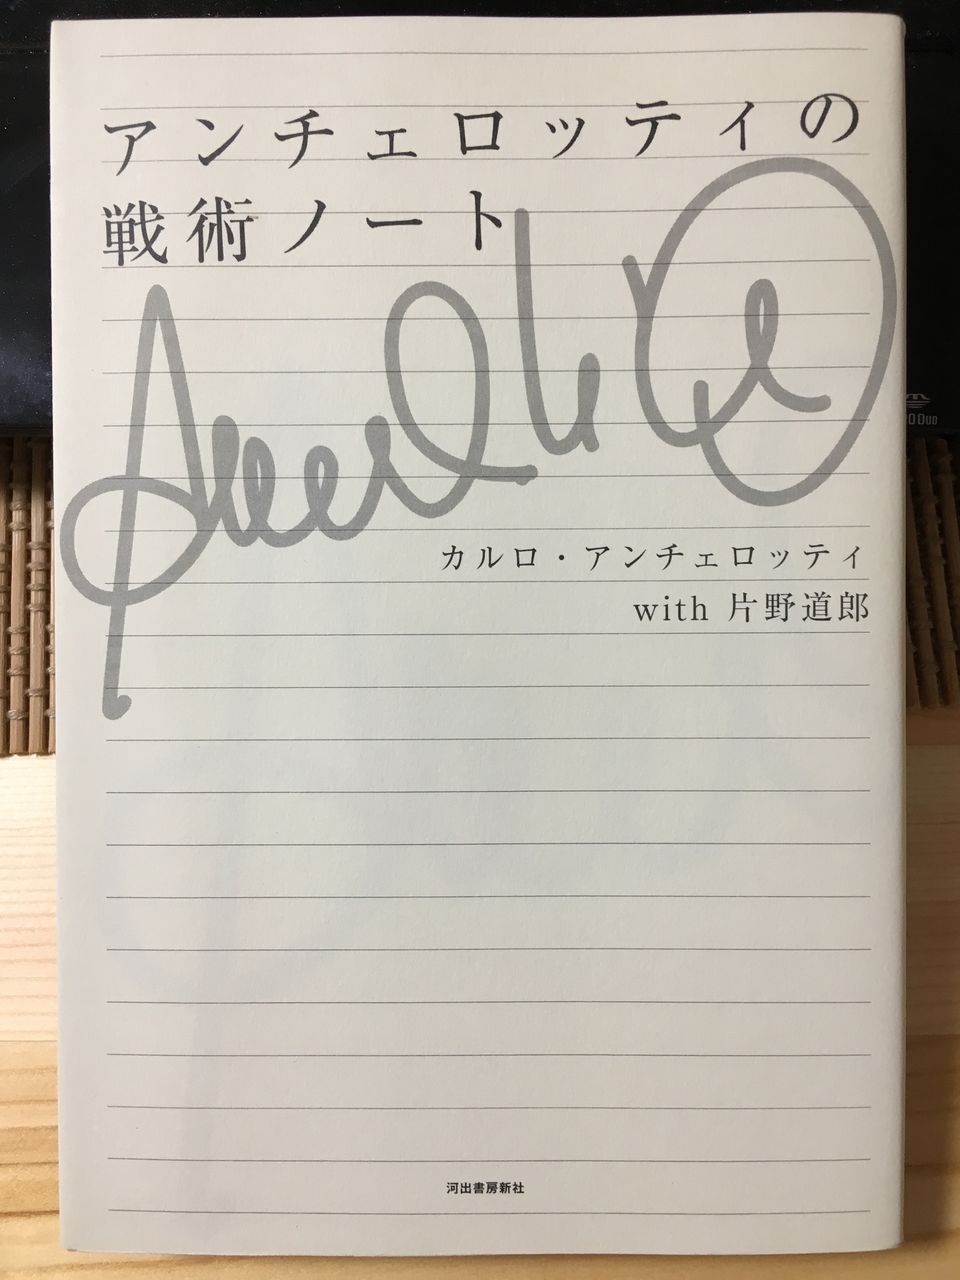 アンチェロッティの
戦術ノート
カルロ・アンチェロッティ
with 片野道郎
河出書房新社